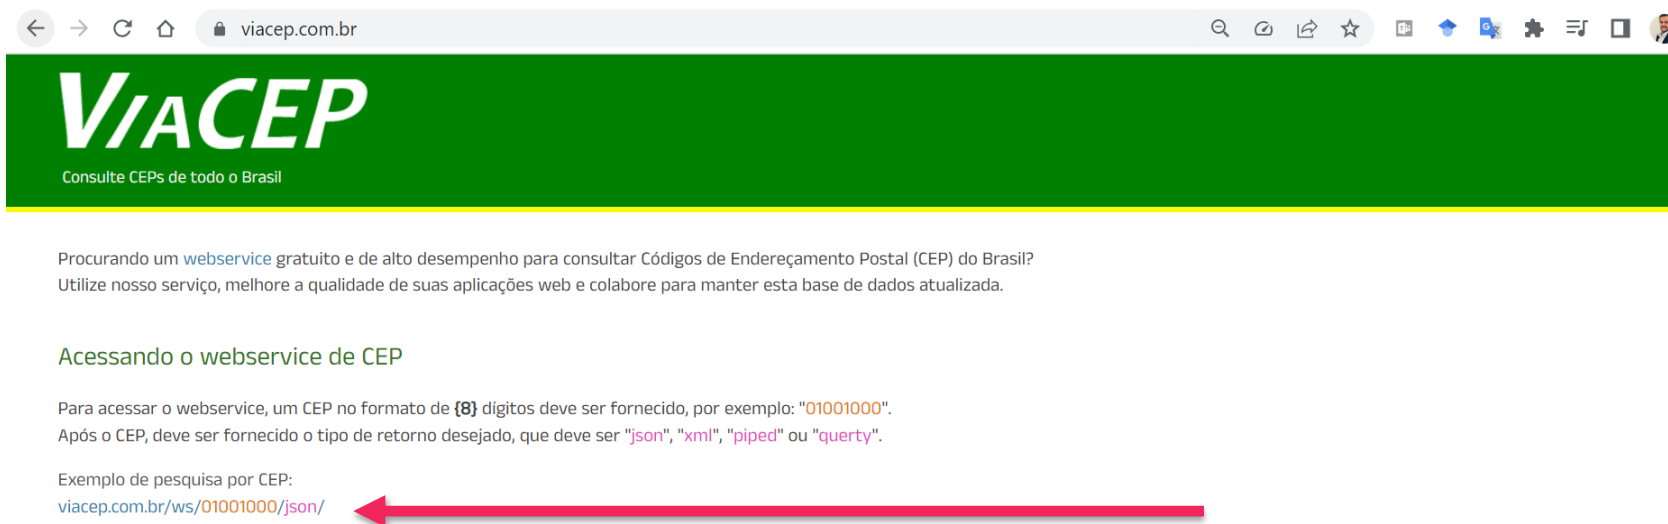 viacep.com.br
VIACEP
Consulte CEPs de todo o Brasil
Procurando um webservice gratuito e de alto desempenho para consultar Códigos de Endereçamento Postal (CEP) do Brasil?
Utilize nosso serviço, melhore a qualidade de suas aplicações web e colabore para manter esta base de dados atualizada.
Acessando o webservice de CEP
Para acessar o webservice, um CEP no formato de {8} dígitos deve ser fornecido, por exemplo: "01001000".
Após o CEP, deve ser fornecido o tipo de retorno desejado, que deve ser "json", "xml", "piped" ou "querty".
Exemplo de pesquisa por CEP:
viacep.com.br/ws/01001000/json/